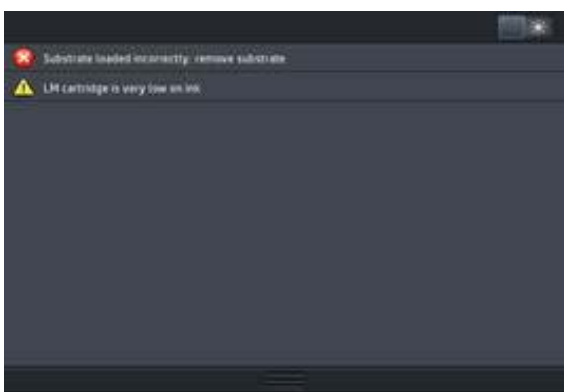 Substrate loaded incorrectly: remove substrate
LM cartridge is very low on ink